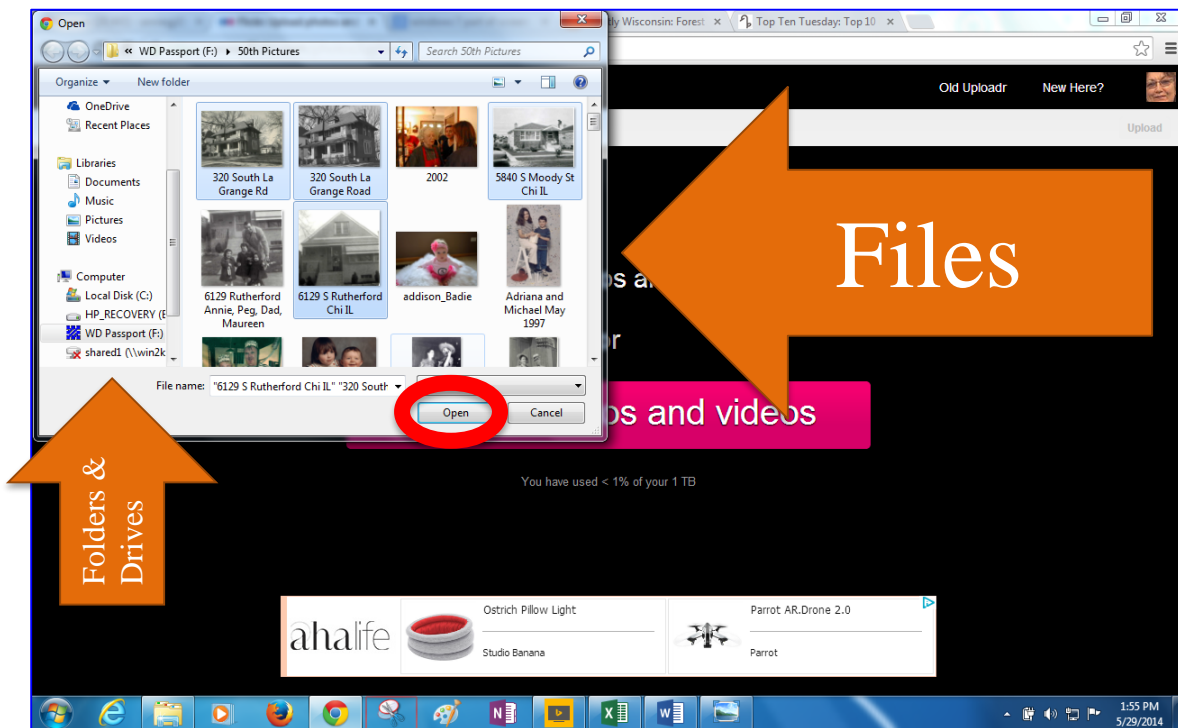 Open
tly Wisconsin: Forest
Top Ten Tuesday: Top 10
« WD Passport (F:) ▸ 50th Pictures
Search 50th Pictures
Organize
New folder
Old Uploadr
New Here?
Upload
OneDrive
Recent Places
Libraries
Documents
Music
Pictures
Videos
Computer
Local Disk (C:)
HP_RECOVERY (E
WD Passport (F:)
shared1 (\\win2k
320 South La
Grange Rd
320 South La
Grange Road
2002
5840 S Moody St
Chi IL
6129 Rutherford
Annie, Peg, Dad,
Maureen
6129 S Rutherford
Chi IL
addison_Badie
Adriana and
Michael May
1997
File name:
"6129 S Rutherford Chi IL" "320 South
Open
Cancel
Files
os a
or
os and videos
You have used < 1% of your 1 TB
Folders &
Drives
ahalife
Ostrich Pillow Light
Studio Banana
Parrot AR.Drone 2.0
Parrot
1:55 PM
5/29/2014